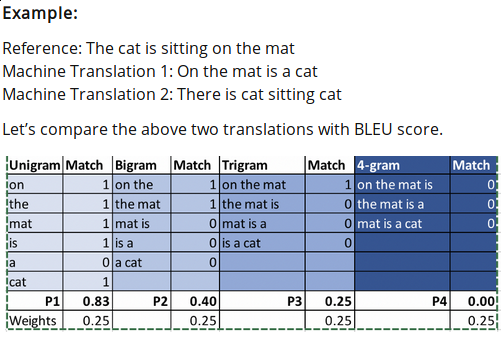 Example:
Reference: The cat is sitting on the mat
Machine Translation 1: On the mat is a cat
Machine Translation 2: There is cat sitting cat
Let's compare the above two translations with BLEU score.
Unigram Match Bigram Match Trigram Match 4-gram Match
on 1 on the 1 on the mat 1 on the mat is 0
the 1 the mat 1 the mat is 0 the mat is a 0
mat 1 mat is 0 mat is a 0 mat is a cat 0
is 1 is a 0 is a cat 0
a 0 a cat 0
cat 1
P1 0.83 P2 0.40 P3 0.25 P4 0.00
Weights 0.25 0.25 0.25 0.25